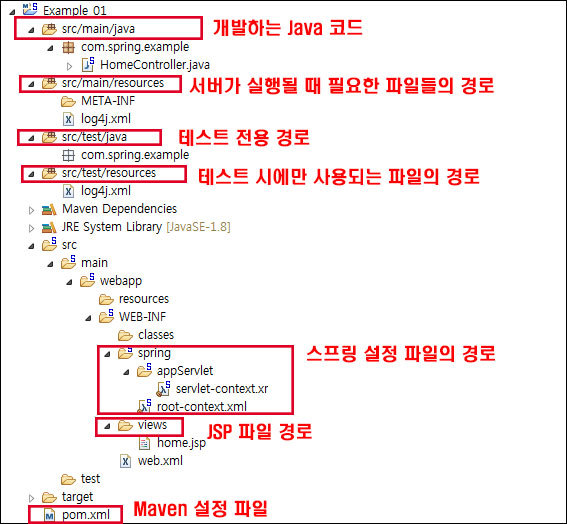 Example_01
src/main/java 개발하는 Java 코드
com.spring.example
HomeController.java
src/main/resources 서버가 실행될 때 필요한 파일들의 경로
META-INF
log4j.xml
src/test/java 테스트 전용 경로
com.spring.example
src/test/resources 테스트 시에만 사용되는 파일의 경로
log4j.xml
Maven Dependencies
JRE System Library [JavaSE-1.8]
src
main
webapp
resources
WEB-INF
classes
spring 스프링 설정 파일의 경로
appServlet
servlet-context.xr
root-context.xml
views JSP 파일 경로
home.jsp
web.xml
test
target
pom.xml Maven 설정 파일